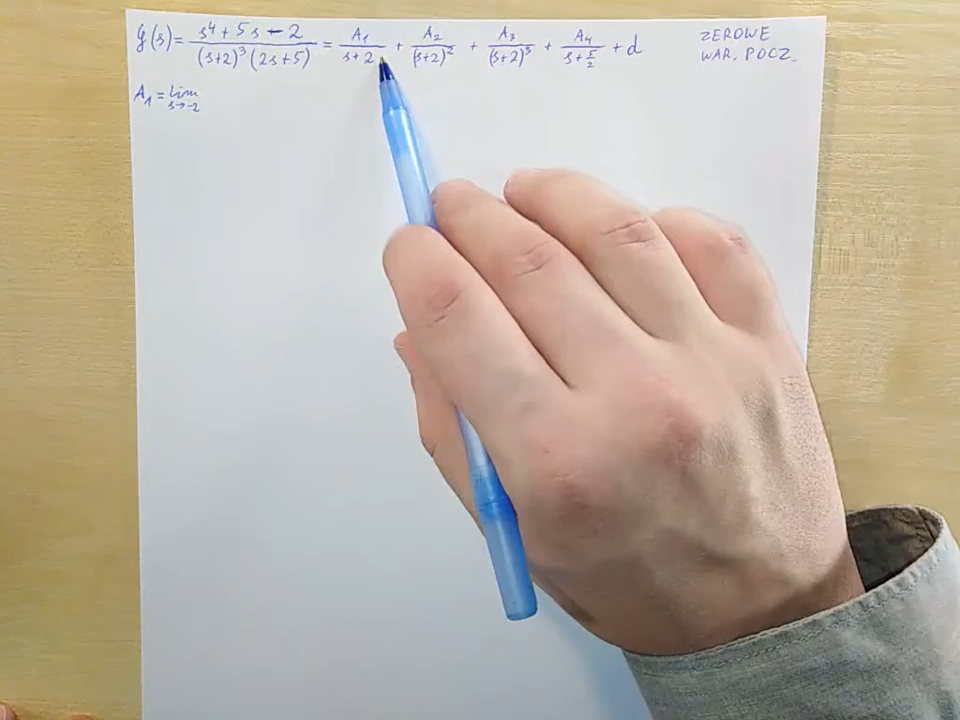 G(s) = (s⁴ + 5s - 2) / ((s+2)³(2s+5)) = A₁/(s+2) + A₂/(s+2)² + A₃/(s+2)³ + A₄/(s+5/2) + d
ZEROWE
WAR. POCZ.
A₁ = lim s→-2